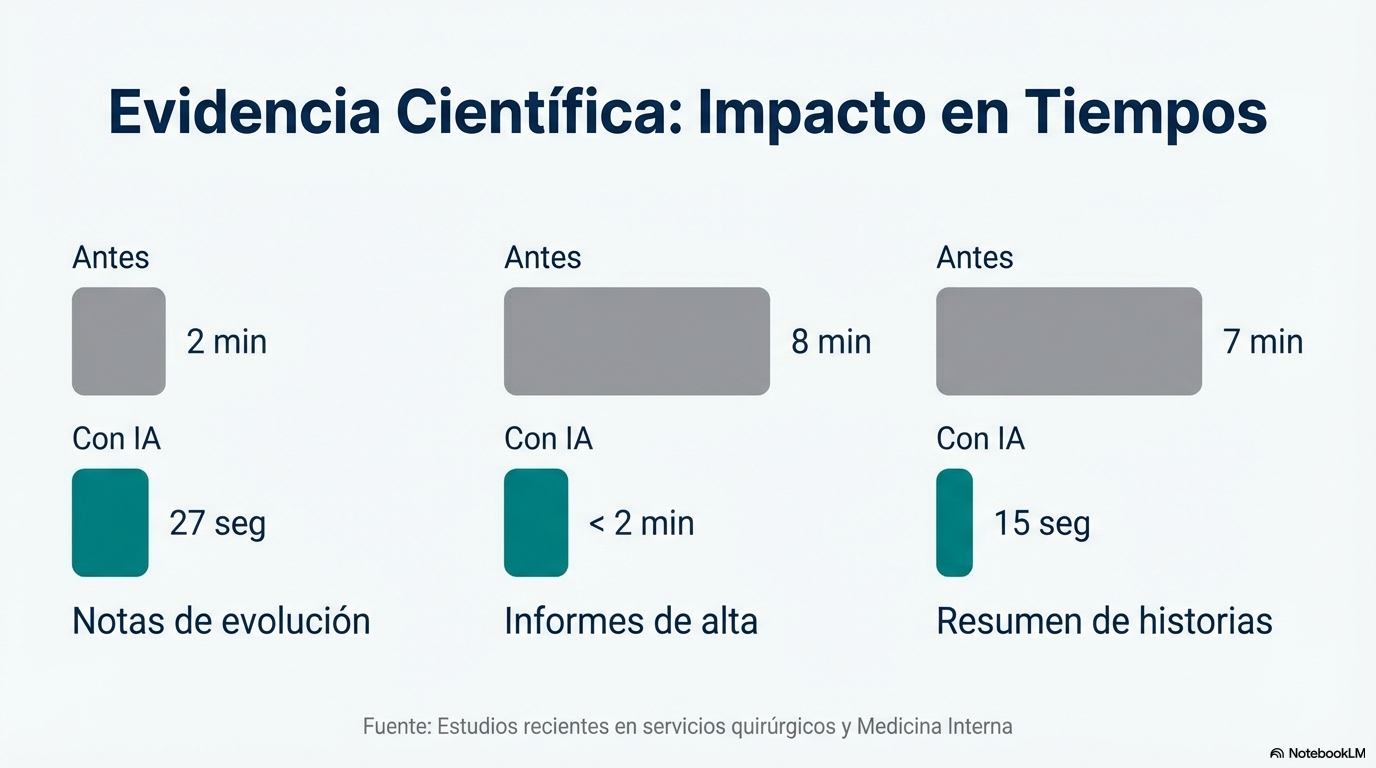 Evidencia Científica: Impacto en Tiempos
Antes
2 min
Con IA
27 seg
Notas de evolución
Antes
8 min
Con IA
< 2 min
Informes de alta
Antes
7 min
Con IA
15 seg
Resumen de historias
Fuente: Estudios recientes en servicios quirúrgicos y Medicina Interna
NotebookLM